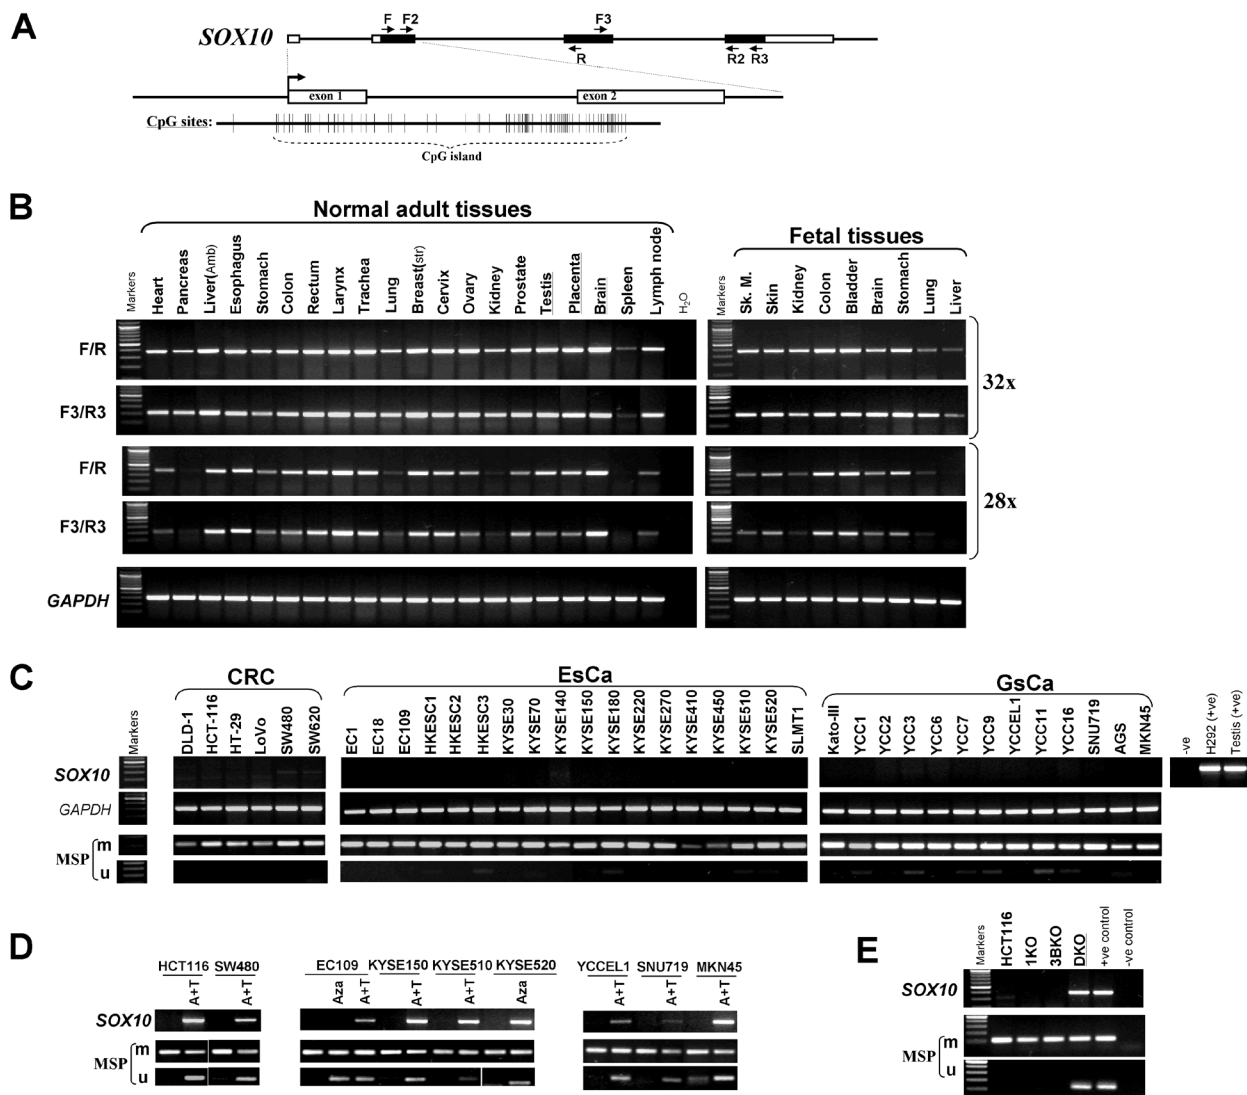 A
SOX10
F F2 F3
R R2 R3
exon 1 exon 2
CpG sites:
CpG island
B
Normal adult tissues
Fetal tissues
Markers Heart Pancreas Liver(Amb) Esophagus Stomach Colon Rectum Larynx Trachea Lung Breast(str) Cervix Ovary Kidney Prostate Testis Placenta Brain Spleen Lymph node H2O
Markers Sk. M. Skin Kidney Colon Bladder Brain Stomach Lung Liver
F/R
32x
F3/R3
F/R
28x
F3/R3
GAPDH
C
CRC EsCa GsCa
Markers DLD-1 HCT-116 HT-29 LoVo SW480 SW620 EC1 EC18 EC109 HKESC1 HKESC2 HKESC3 KYSE30 KYSE70 KYSE140 KYSE150 KYSE180 KYSE220 KYSE270 KYSE410 KYSE450 KYSE510 KYSE520 SLMT1 Kato-III YCC1 YCC2 YCC3 YCC6 YCC7 YCC9 YCCEL1 YCC11 YCC16 SNU719 AGS MKN45 -ve H292 (+ve) Testis (+ve)
SOX10
GAPDH
MSP
m
u
D
HCT116 SW480 EC109 KYSE150 KYSE510 KYSE520 YCCEL1 SNU719 MKN45
A+T A+T Aza A+T A+T A+T Aza A+T A+T A+T
SOX10
MSP
m
u
E
Markers HCT116 1KO 3BKO DKO +ve control -ve control
SOX10
MSP
m
u